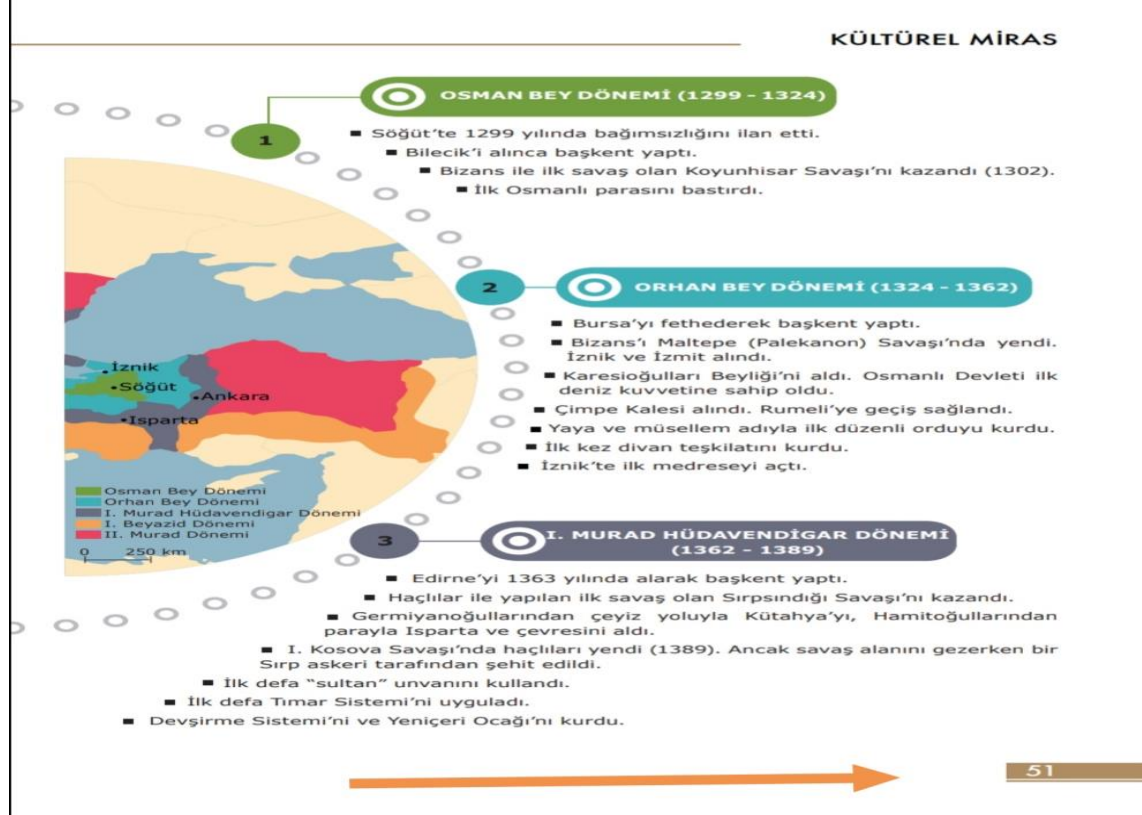 KÜLTÜREL MİRAS
OSMAN BEY DÖNEMİ (1299 - 1324)
1
▪ Söğüt’te 1299 yılında bağımsızlığını ilan etti.
▪ Bilecik’i alınca başkent yaptı.
▪ Bizans ile ilk savaş olan Koyunhisar Savaşı’nı kazandı (1302).
▪ İlk Osmanlı parasını bastırdı.
2
ORHAN BEY DÖNEMİ (1324 - 1362)
▪ Bursa’yı fethederek başkent yaptı.
▪ Bizans’ı Maltepe (Palekanon) Savaşı’nda yendi.
İznik ve İzmit alındı.
▪ Karesioğulları Beyliği’ni aldı. Osmanlı Devleti ilk
deniz kuvvetine sahip oldu.
▪ Çimpe Kalesi alındı. Rumeli’ye geçiş sağlandı.
▪ Yaya ve müsellem adıyla ilk düzenli orduyu kurdu.
▪ İlk kez divan teşkilatını kurdu.
▪ İznik’te ilk medreseyi açtı.
İznik
Söğüt
Ankara
Isparta
Osman Bey Dönemi
Orhan Bey Dönemi
I. Murad Hüdavendigar Dönemi
I. Beyazid Dönemi
II. Murad Dönemi
0 250 km
3
I. MURAD HÜDAVENDİGAR DÖNEMİ
(1362 - 1389)
▪ Edirne’yi 1363 yılında alarak başkent yaptı.
▪ Haçlılar ile yapılan ilk savaş olan Sırpsındığı Savaşı’nı kazandı.
▪ Germiyanoğullarından çeyiz yoluyla Kütahya’yı, Hamitoğullarından
parayla Isparta ve çevresini aldı.
▪ I. Kosova Savaşı’nda haçlıları yendi (1389). Ancak savaş alanını gezerken bir
Sırp askeri tarafından şehit edildi.
▪ İlk defa “sultan” unvanını kullandı.
▪ İlk defa Tımar Sistemi’ni uyguladı.
▪ Devşirme Sistemi’ni ve Yeniçeri Ocağı’nı kurdu.
51